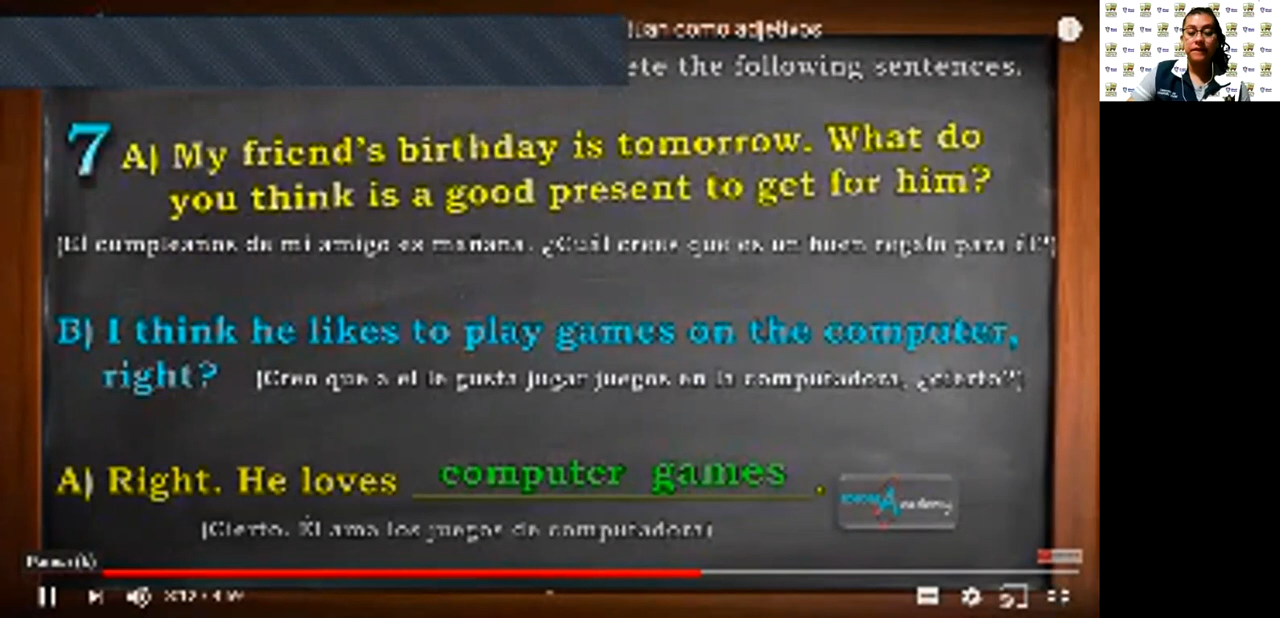 como adjetivos
the following sentences.
7 A) My friend's birthday is tomorrow. What do
you think is a good present to get for him?
(El cumpleaños de mi amigo es mañana. ¿Cuál crees que es un buen regalo para él?)
B) I think he likes to play games on the computer,
right? (Creo que a el le gusta jugar juegos en la computadora, ¿cierto?)
A) Right. He loves computer games.
Academy
(Cierto. Él ama los juegos de computadora)
Pausa (k)